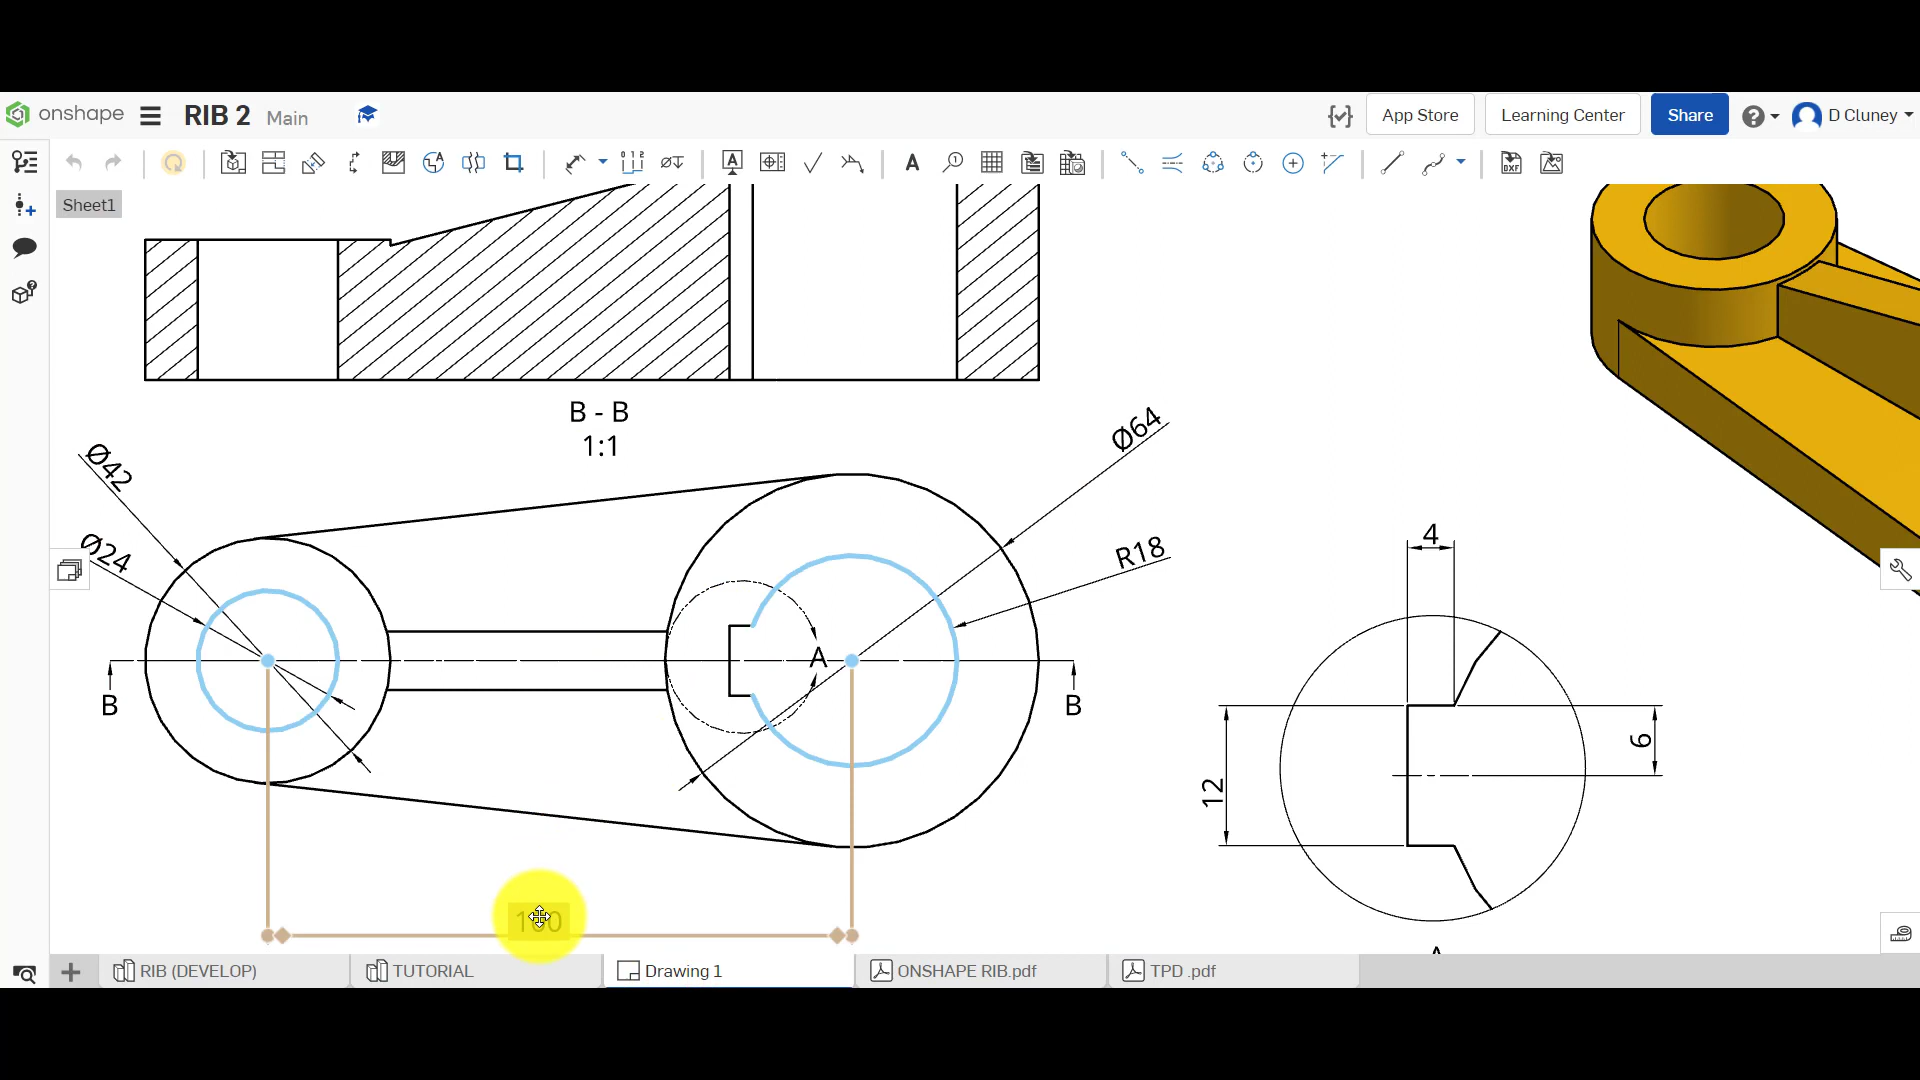 onshape RIB 2 Main App Store Learning Center Share D Cluney
Sheet1
B - B
1:1
Ø42
Ø24
Ø64
R18
A
B
B
4
12
6
100
A
RIB (DEVELOP) TUTORIAL Drawing 1 ONSHAPE RIB.pdf TPD .pdf